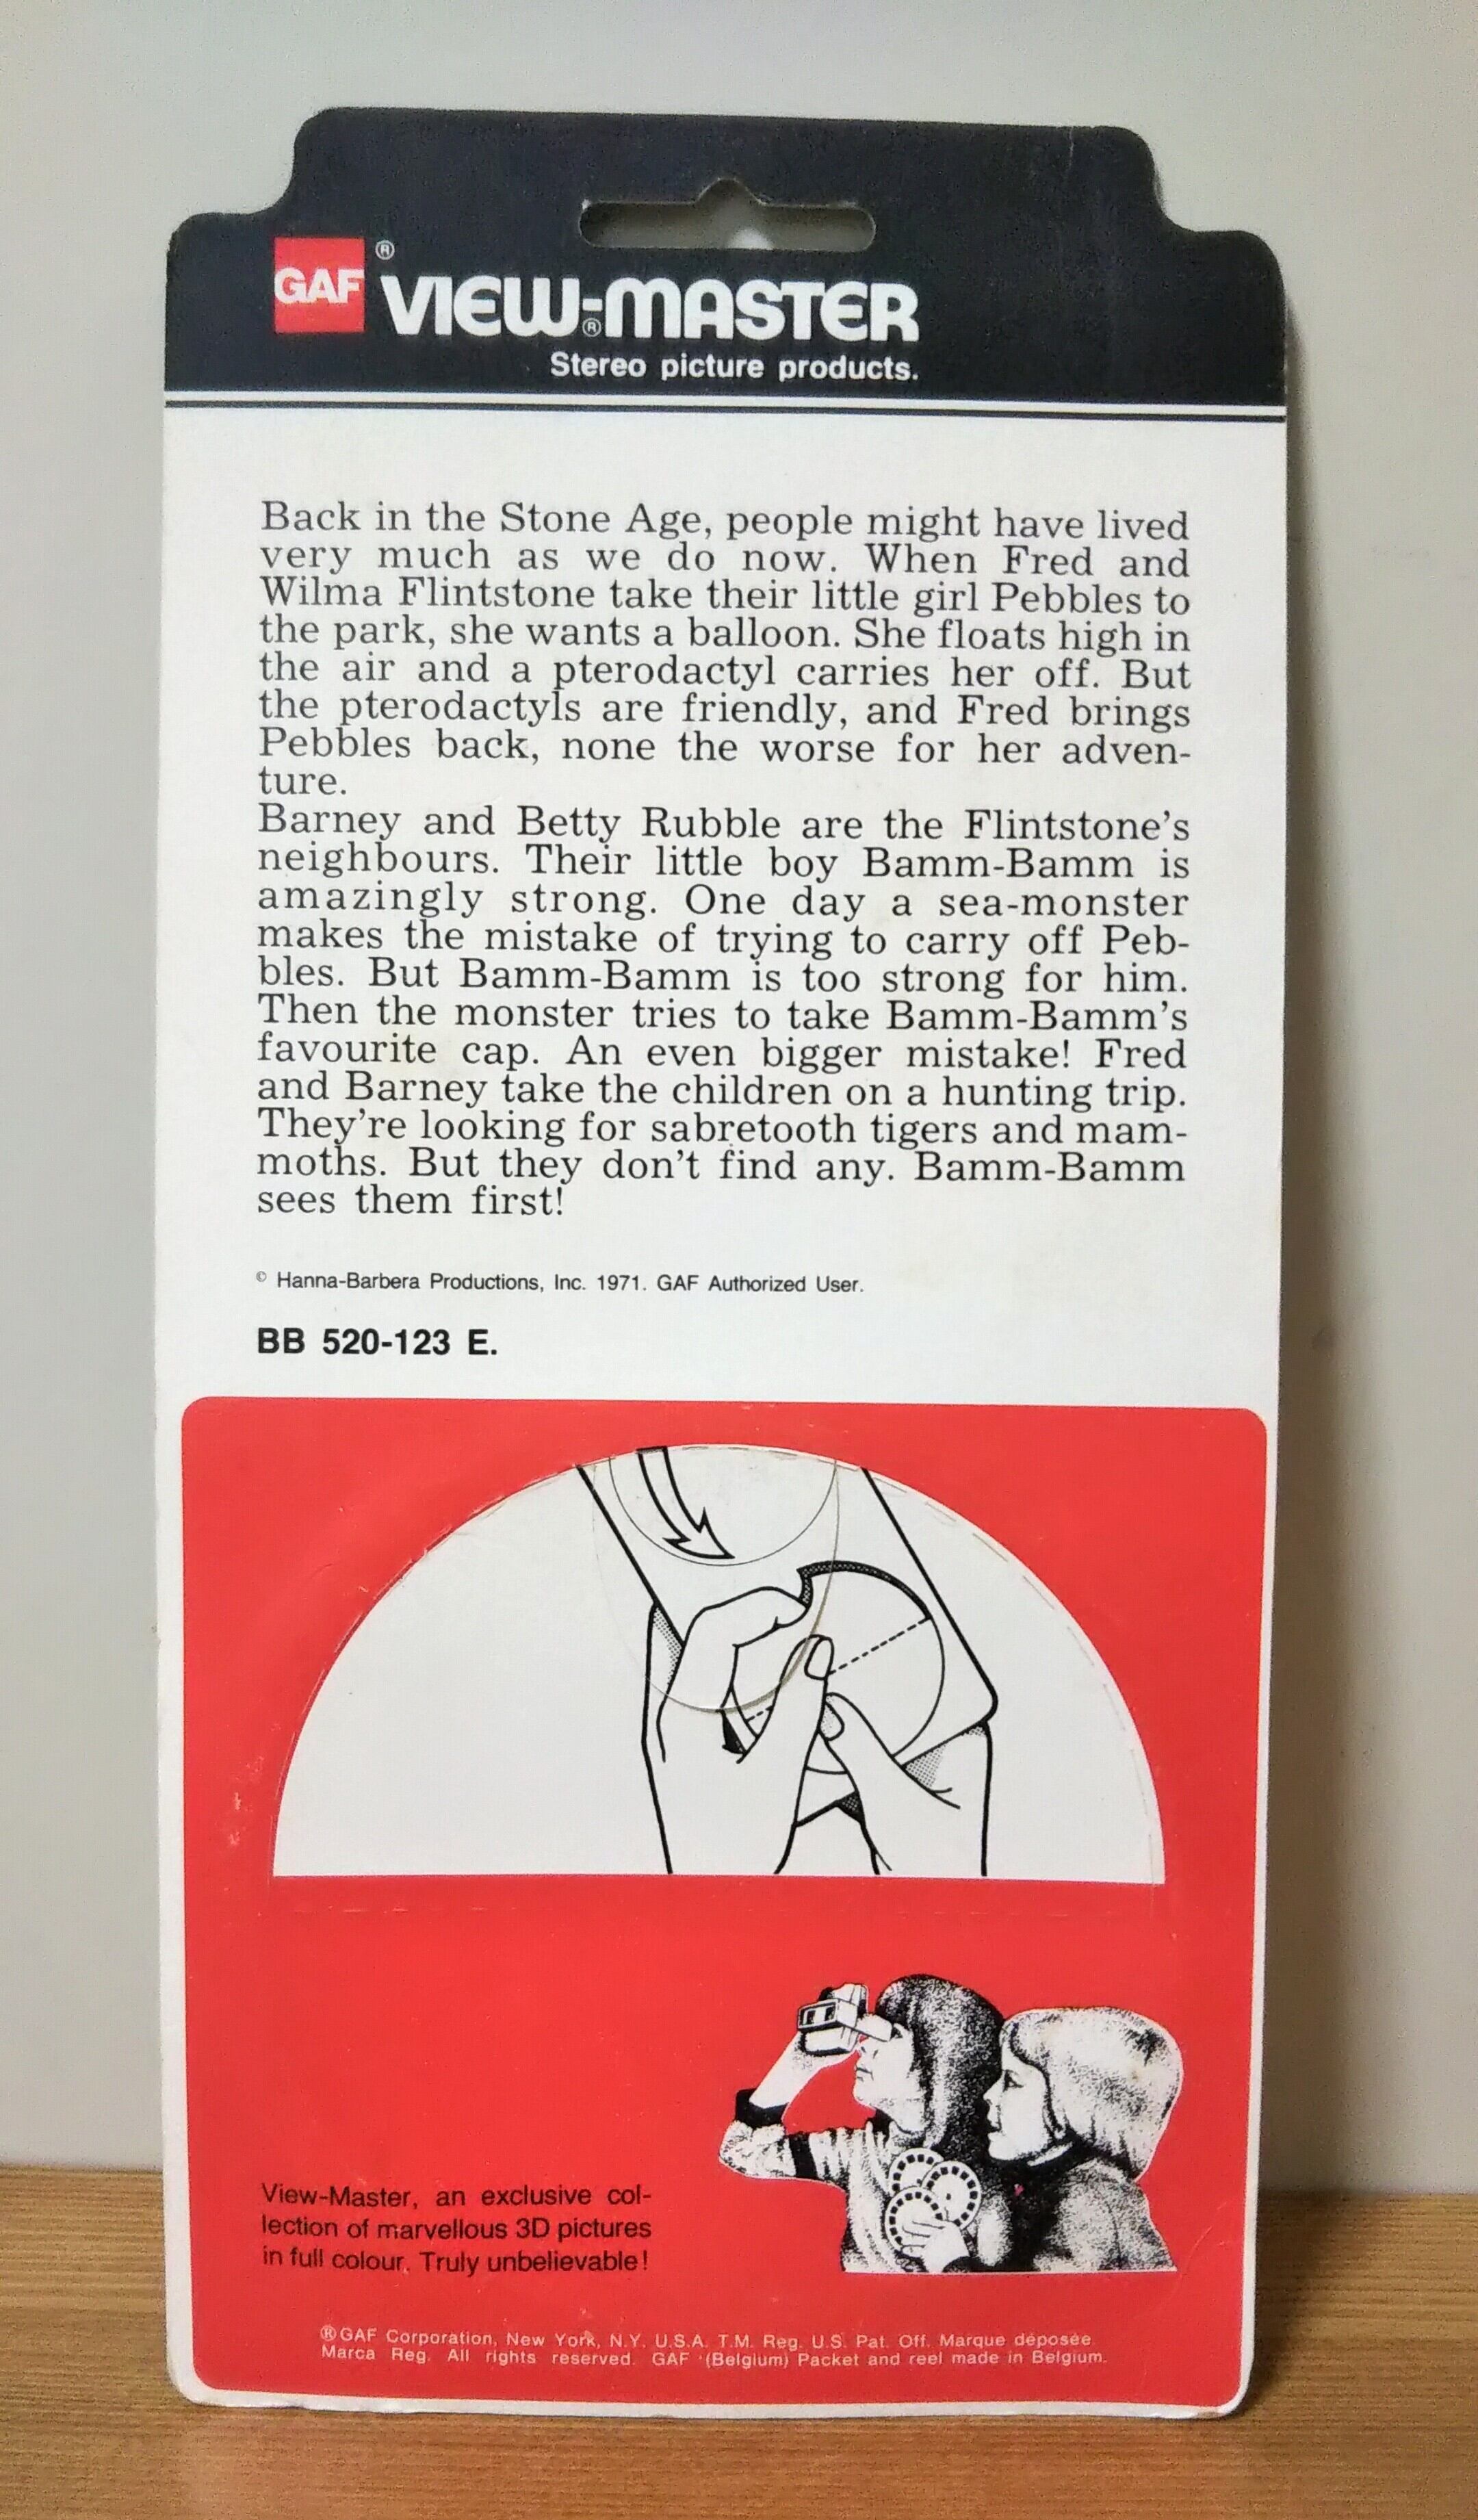 GAF® VIEW-MASTER®
Stereo picture products.
Back in the Stone Age, people might have lived
very much as we do now. When Fred and
Wilma Flintstone take their little girl Pebbles to
the park, she wants a balloon. She floats high in
the air and a pterodactyl carries her off. But
the pterodactyls are friendly, and Fred brings
Pebbles back, none the worse for her adven-
ture.
Barney and Betty Rubble are the Flintstone's
neighbours. Their little boy Bamm-Bamm is
amazingly strong. One day a sea-monster
makes the mistake of trying to carry off Peb-
bles. But Bamm-Bamm is too strong for him.
Then the monster tries to take Bamm-Bamm's
favourite cap. An even bigger mistake! Fred
and Barney take the children on a hunting trip.
They're looking for sabretooth tigers and mam-
moths. But they don't find any. Bamm-Bamm
sees them first!
© Hanna-Barbera Productions, Inc. 1971. GAF Authorized User.
BB 520-123 E.
View-Master, an exclusive col-
lection of marvellous 3D pictures
in full colour. Truly unbelievable!
®GAF Corporation, New York, N.Y. U.S.A. T.M. Reg. U.S. Pat. Off. Marque déposée.
Marca Reg. All rights reserved. GAF (Belgium) Packet and reel made in Belgium.